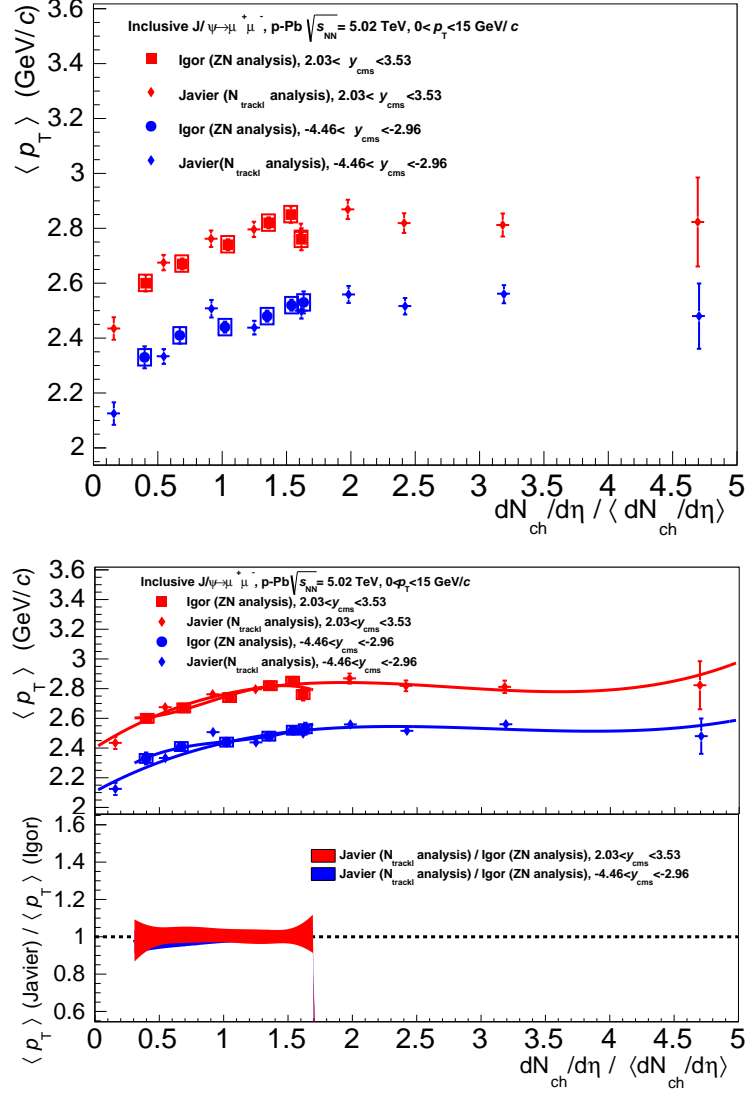 Inclusive J/ψ→μ⁺μ⁻, p-Pb √s_NN = 5.02 TeV, 0< p_T <15 GeV/c
Igor (ZN analysis), 2.03< y_cms <3.53
Javier (N_trackl analysis), 2.03< y_cms <3.53
Igor (ZN analysis), -4.46< y_cms <-2.96
Javier(N_trackl analysis), -4.46< y_cms <-2.96
⟨ p_T ⟩ (GeV/c)
3.6
3.4
3.2
3
2.8
2.6
2.4
2.2
2
0 0.5 1 1.5 2 2.5 3 3.5 4 4.5 5
dN_ch/dη / ⟨ dN_ch/dη⟩
Inclusive J/ψ→μ⁺μ⁻, p-Pb √s_NN = 5.02 TeV, 0<p_T<15 GeV/c
Igor (ZN analysis), 2.03<y_cms<3.53
Javier (N_trackl analysis), 2.03<y_cms<3.53
Igor (ZN analysis), -4.46<y_cms<-2.96
Javier(N_trackl analysis), -4.46<y_cms<-2.96
⟨ p_T ⟩ (GeV/c)
3.6
3.4
3.2
3
2.8
2.6
2.4
2.2
2
Javier (N_trackl analysis) / Igor (ZN analysis), 2.03<y_cms<3.53
Javier (N_trackl analysis) / Igor (ZN analysis), -4.46<y_cms<-2.96
⟨ p_T ⟩ (Javier) / ⟨ p_T ⟩ (Igor)
1.6
1.4
1.2
1
0.8
0.6
0 0.5 1 1.5 2 2.5 3 3.5 4 4.5 5
dN_ch/dη / ⟨dN_ch/dη⟩